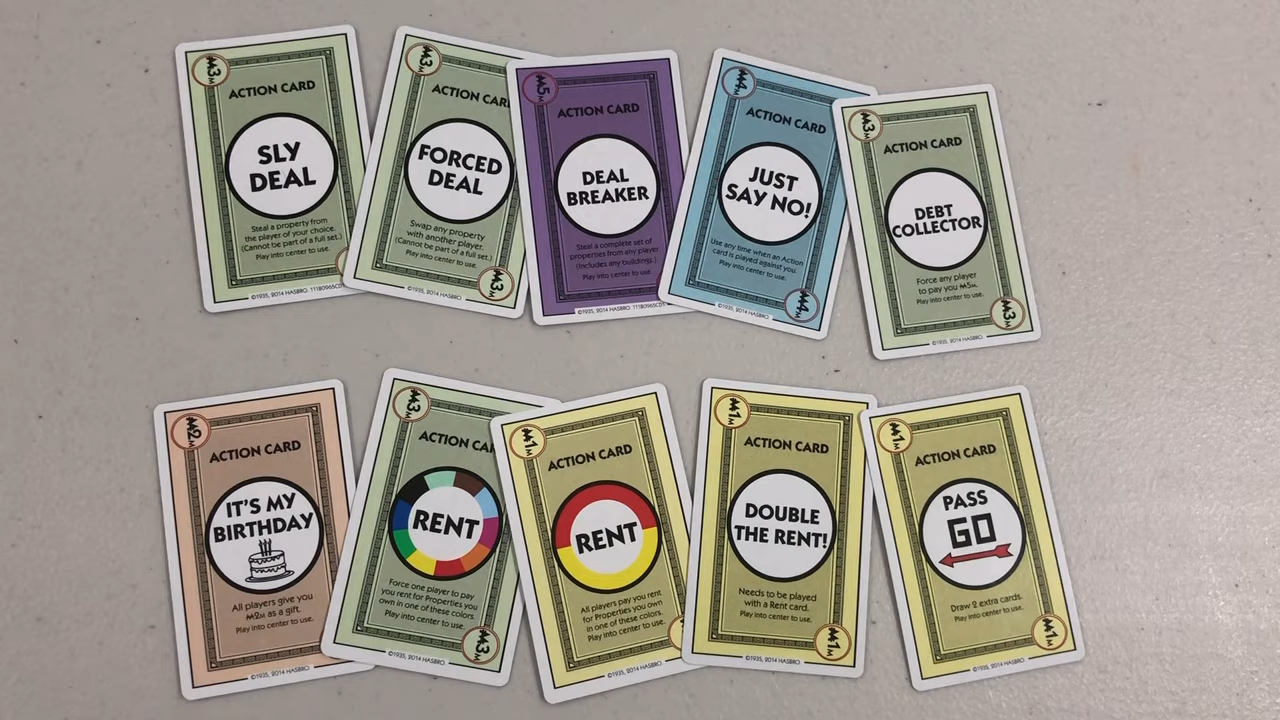 M3M
ACTION CARD
SLY
DEAL
Steal a property from
the player of your choice.
(Cannot be part of a full set.)
Play into center to use.
©1935, 2014 HASBRO. 111B0965CD1
M3M
ACTION CAR
FORCED
DEAL
Swap any property
with another player.
(Cannot be part of a full set.)
Play into center to use.
M3M
©1935, 2014 HASBRO.
M5M
ACTION CARD
DEAL
BREAKER
Steal a complete set of
properties from any player
(Includes any buildings.)
Play into center to use.
©1935, 2014 HASBRO. 111B0965CD1
M4M
ACTION CARD
JUST
SAY NO!
Use any time when an Action
card is played against you.
Play into center to use.
M4M
©1935, 2014 HASBRO.
M3M
ACTION CARD
DEBT
COLLECTOR
Force any player
to pay you M5M.
Play into center to use.
M3M
©1935, 2014 HASBRO.
M2M
ACTION CARD
IT'S MY
BIRTHDAY
All players give you
M2M as a gift.
Play into center to use.
©1935, 2014 HASBRO.
M3M
ACTION CAR
RENT
Force one player to pay
you rent for Properties you
own in one of these colors.
Play into center to use.
M3M
©1935, 2014 HASBRO.
M1M
ACTION CARD
RENT
All players pay you rent
for Properties you own
in one of these colors.
Play into center to use.
©1935, 2014 HASBRO.
M1M
ACTION CARD
DOUBLE
THE RENT!
Needs to be played
with a Rent card.
Play into center to use.
M1M
©1935, 2014 HASBRO.
M1M
ACTION CARD
PASS
GO
Draw 2 extra cards.
Play into center to use.
M1M
©1935, 2014 HASBRO.